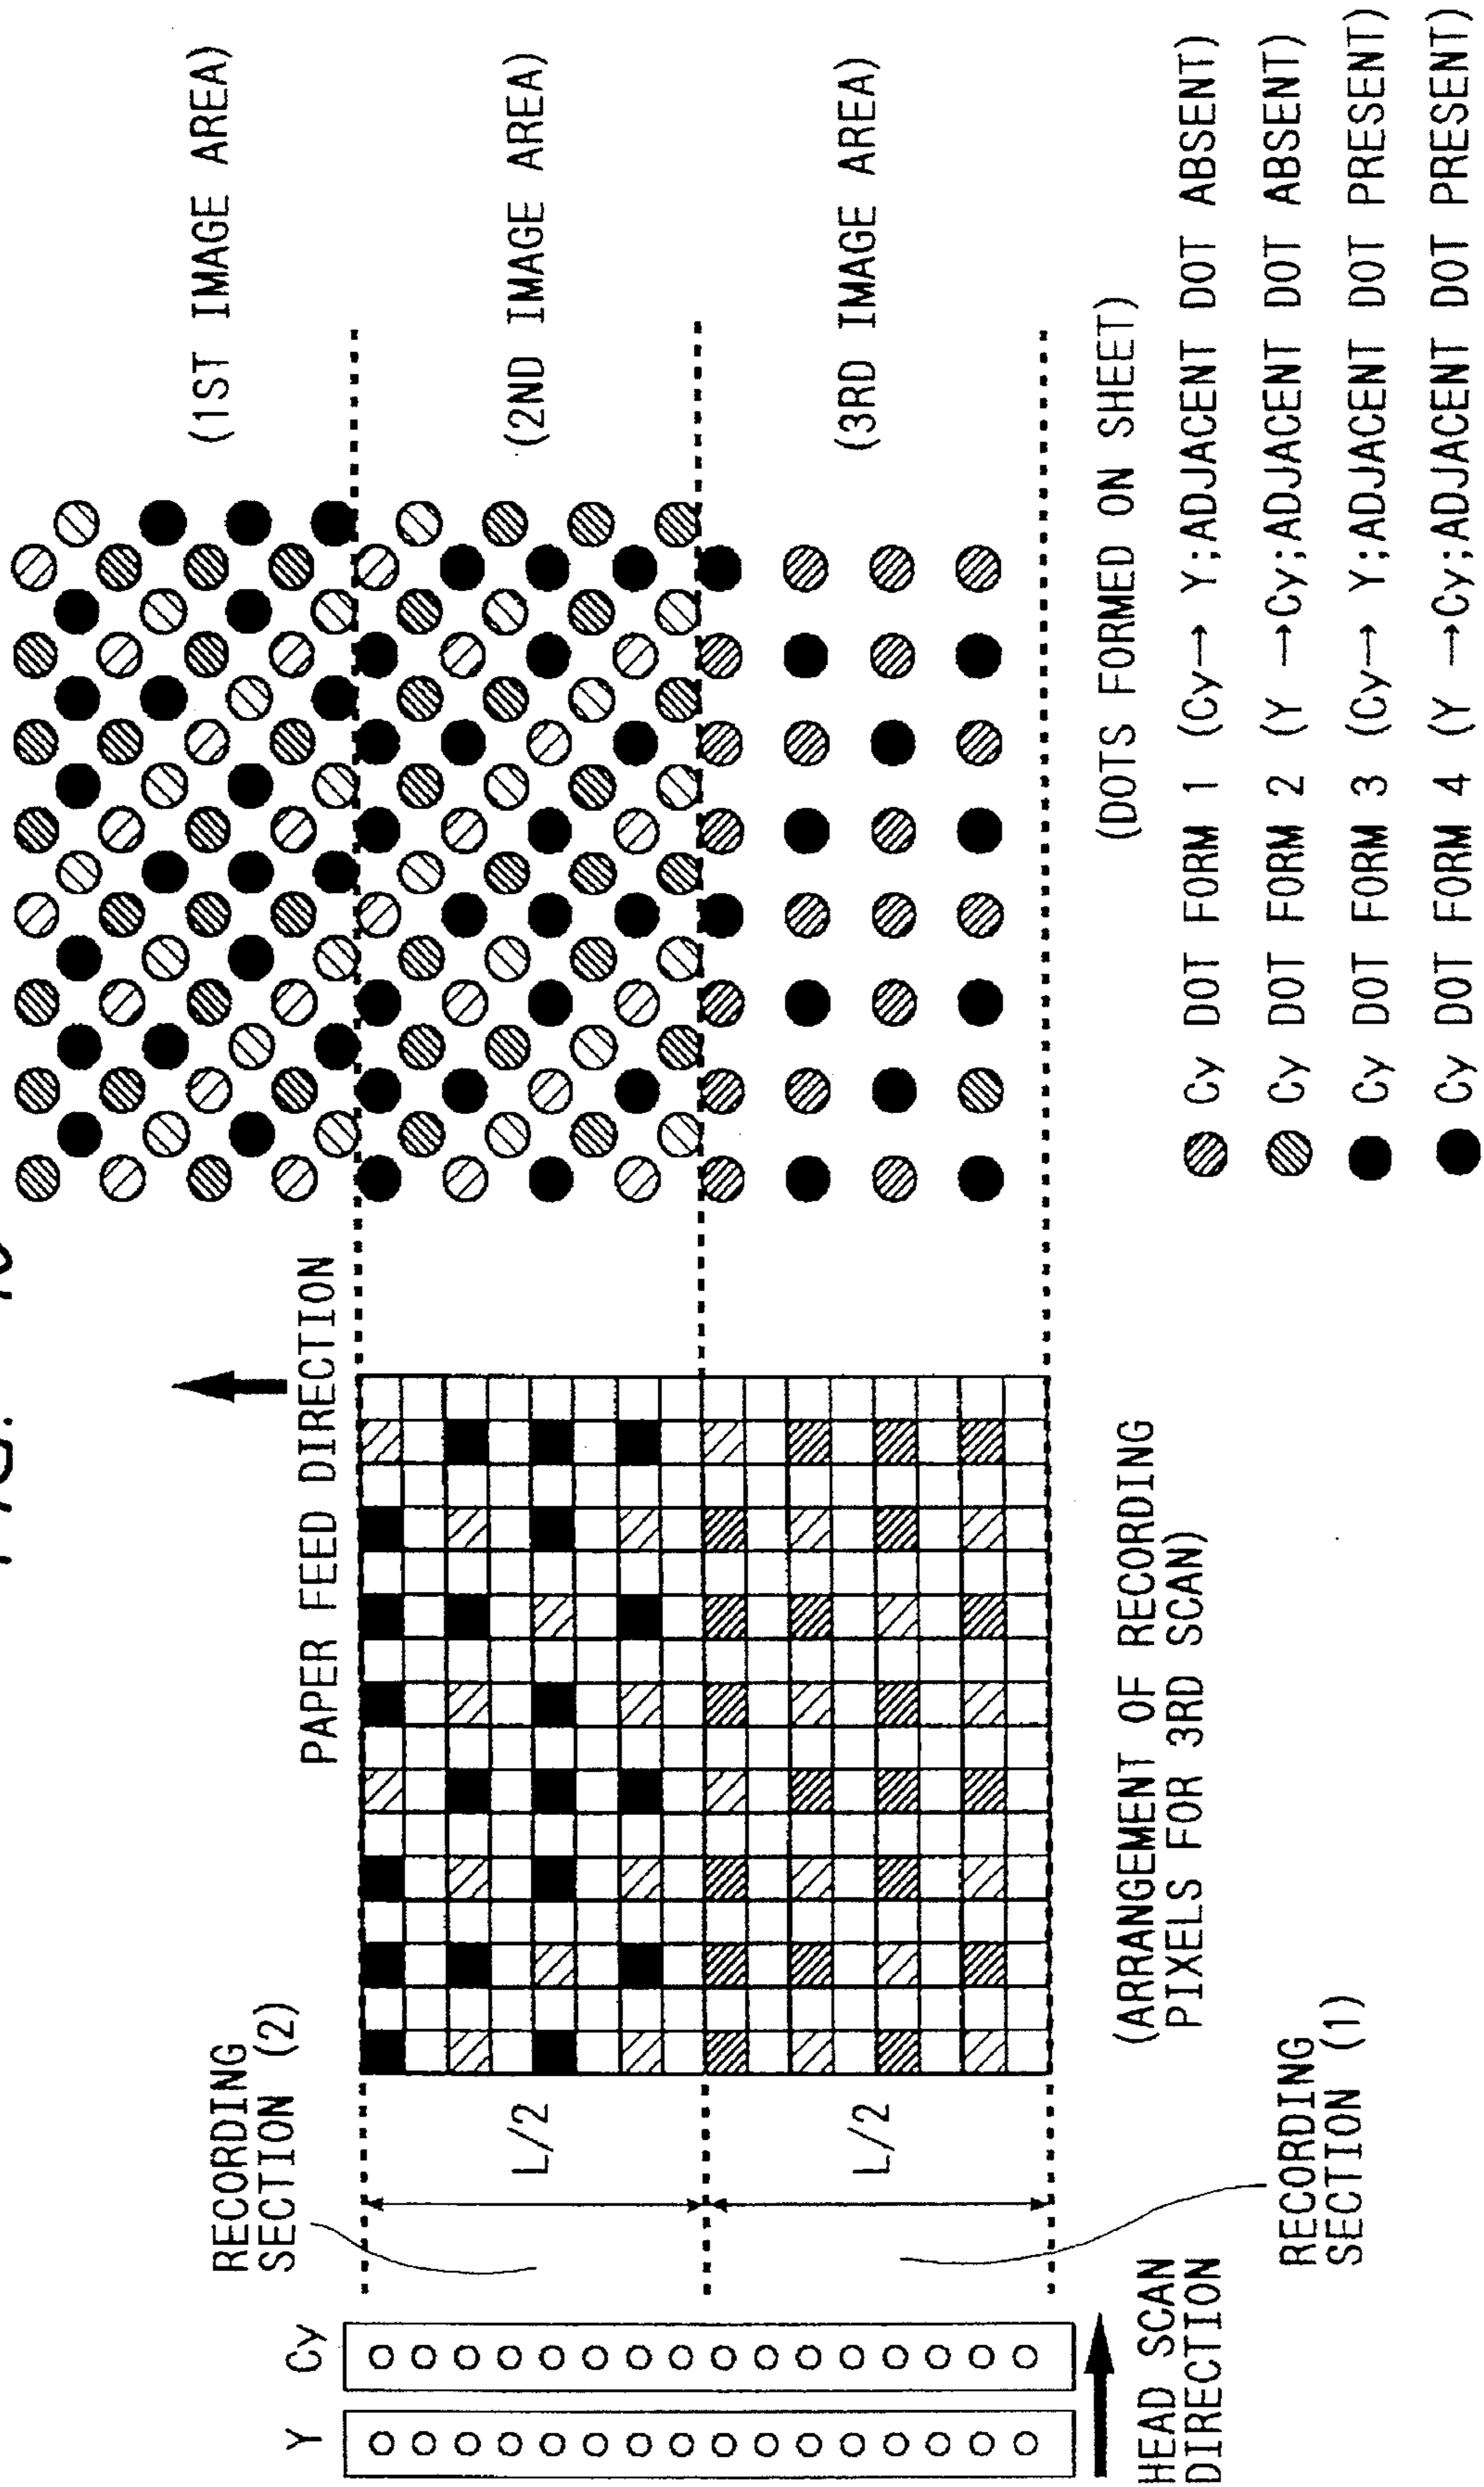 PAPER FEED DIRECTION
RECORDING
SECTION (2)
Y
Cy
L/2
L/2
HEAD SCAN
DIRECTION
RECORDING
SECTION (1)
(ARRANGEMENT OF RECORDING
PIXELS FOR 3RD SCAN)
(1ST IMAGE AREA)
(2ND IMAGE AREA)
(3RD IMAGE AREA)
(DOTS FORMED ON SHEET)
Cy DOT FORM 1 (Cy→ Y;ADJACENT DOT ABSENT)
Cy DOT FORM 2 (Y →Cy;ADJACENT DOT ABSENT)
Cy DOT FORM 3 (Cy→ Y;ADJACENT DOT PRESENT)
Cy DOT FORM 4 (Y →Cy;ADJACENT DOT PRESENT)